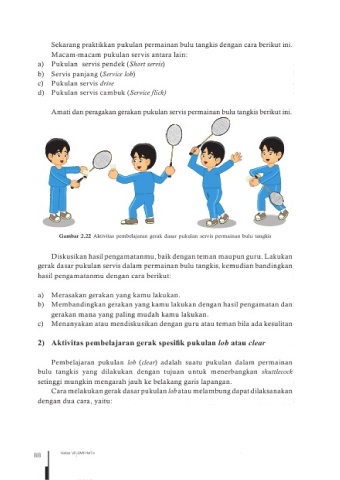 Sekarang praktikkan pukulan permainan bulu tangkis dengan cara berikut ini.
Macam-macam pukulan servis antara lain:
a) Pukulan servis pendek (Short servis)
b) Servis panjang (Service lob)
c) Pukulan servis drive
d) Pukulan servis cambuk (Service flick)
Amati dan peragakan gerakan pukulan servis permainan bulu tangkis berikut ini.
Gambar 2.22 Aktivitas pembelajaran gerak dasar pukulan servis permainan bulu tangkis
Diskusikan hasil pengamatanmu, baik dengan teman maupun guru. Lakukan
gerak dasar pukulan servis dalam permainan bulu tangkis, kemudian bandingkan
hasil pengamatanmu dengan cara berikut:
a) Merasakan gerakan yang kamu lakukan.
b) Membandingkan gerakan yang kamu lakukan dengan hasil pengamatan dan
gerakan mana yang paling mudah kamu lakukan.
c) Menanyakan atau mendiskusikan dengan guru atau teman bila ada kesulitan
2) Aktivitas pembelajaran gerak spesifik pukulan lob atau clear
Pembelajaran pukulan lob (clear) adalah suatu pukulan dalam permainan
bulu tangkis yang dilakukan dengan tujuan untuk menerbangkan shuttlecock
setinggi mungkin mengarah jauh ke belakang garis lapangan.
Cara melakukan gerak dasar pukulan lob atau melambung dapat dilaksanakan
dengan dua cara, yaitu: